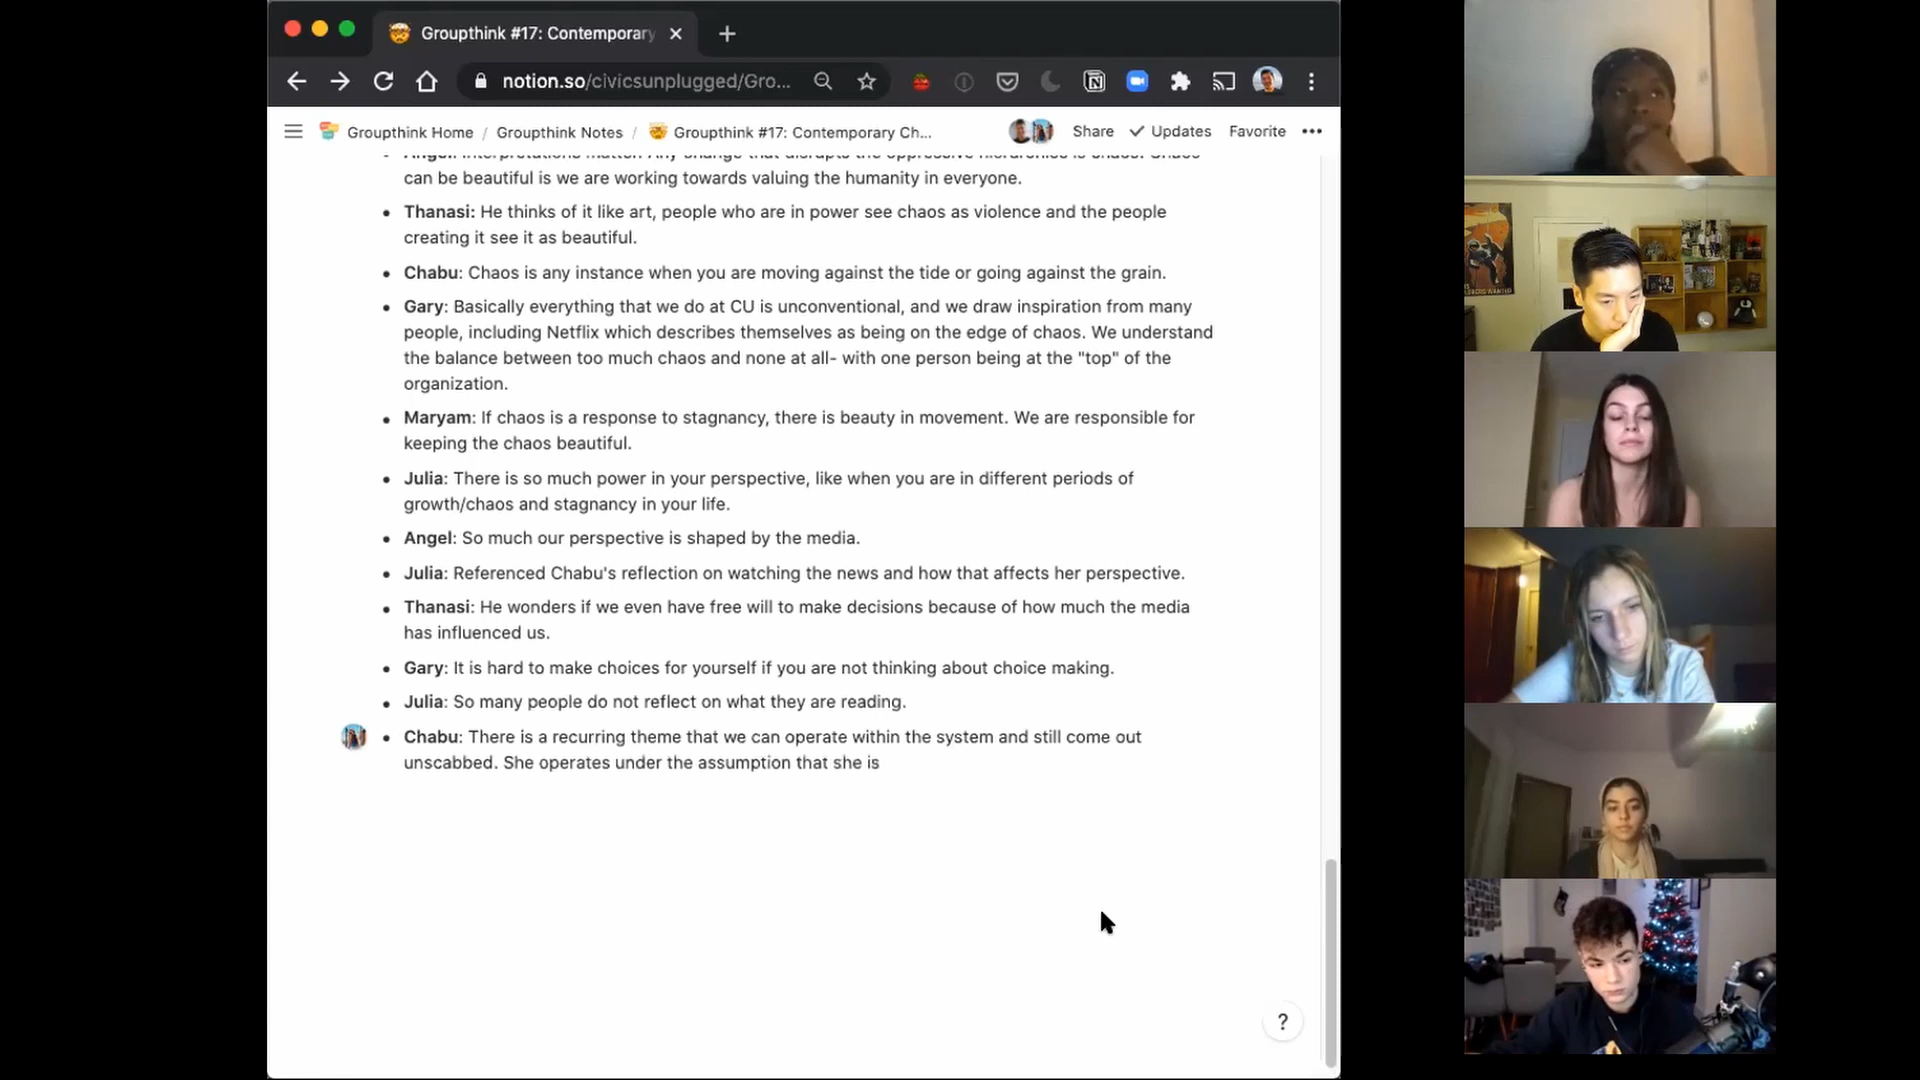 Groupthink #17: Contemporary
notion.so/civicsunplugged/Gro...
Groupthink Home / Groupthink Notes / Groupthink #17: Contemporary Ch... Share Updates Favorite
Angel: Interpretations matter. Any change that disrupts the oppressive hierarchies is chaos. Chaos
can be beautiful is we are working towards valuing the humanity in everyone.
Thanasi: He thinks of it like art, people who are in power see chaos as violence and the people
creating it see it as beautiful.
Chabu: Chaos is any instance when you are moving against the tide or going against the grain.
Gary: Basically everything that we do at CU is unconventional, and we draw inspiration from many
people, including Netflix which describes themselves as being on the edge of chaos. We understand
the balance between too much chaos and none at all- with one person being at the "top" of the
organization.
Maryam: If chaos is a response to stagnancy, there is beauty in movement. We are responsible for
keeping the chaos beautiful.
Julia: There is so much power in your perspective, like when you are in different periods of
growth/chaos and stagnancy in your life.
Angel: So much our perspective is shaped by the media.
Julia: Referenced Chabu's reflection on watching the news and how that affects her perspective.
Thanasi: He wonders if we even have free will to make decisions because of how much the media
has influenced us.
Gary: It is hard to make choices for yourself if you are not thinking about choice making.
Julia: So many people do not reflect on what they are reading.
Chabu: There is a recurring theme that we can operate within the system and still come out
unscabbed. She operates under the assumption that she is
?